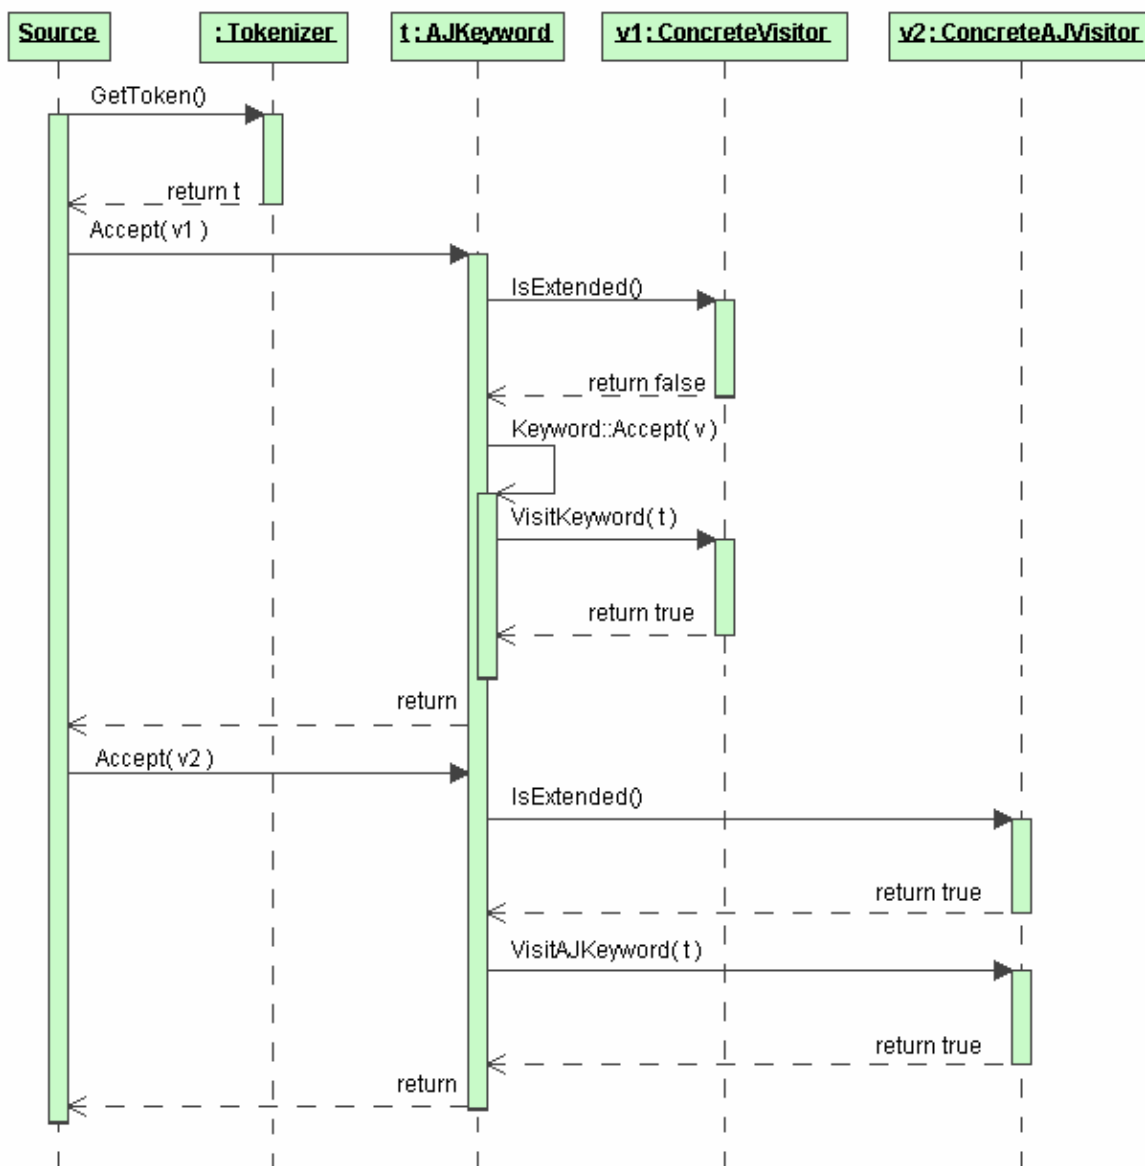 Source
: Tokenizer
t : AJKeyword
v1 : ConcreteVisitor
v2 : ConcreteAJVisitor
GetToken()
return t
Accept( v1 )
IsExtended()
return false
Keyword::Accept( v )
VisitKeyword( t )
return true
return
Accept( v2 )
IsExtended()
return true
VisitAJKeyword( t )
return true
return